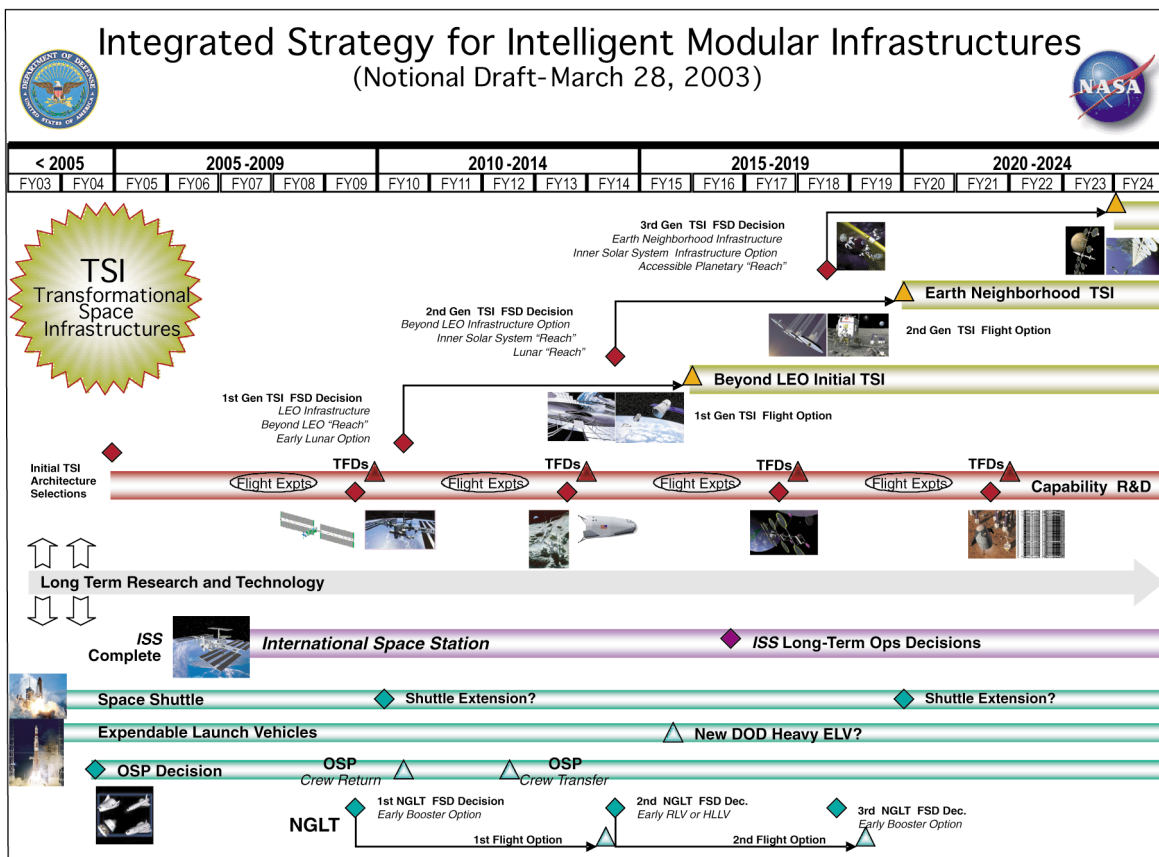 Integrated Strategy for Intelligent Modular Infrastructures
(Notional Draft-March 28, 2003)
DEPARTMENT OF DEFENSE
UNITED STATES OF AMERICA
NASA
< 2005
2005-2009
2010-2014
2015-2019
2020-2024
FY03 FY04 FY05 FY06 FY07 FY08 FY09 FY10 FY11 FY12 FY13 FY14 FY15 FY16 FY17 FY18 FY19 FY20 FY21 FY22 FY23 FY24
TSI
Transformational
Space
Infrastructures
3rd Gen TSI FSD Decision
Earth Neighborhood Infrastructure
Inner Solar System Infrastructure Option
Accessible Planetary “Reach”
Earth Neighborhood TSI
2nd Gen TSI Flight Option
2nd Gen TSI FSD Decision
Beyond LEO Infrastructure Option
Inner Solar System “Reach”
Lunar “Reach”
Beyond LEO Initial TSI
1st Gen TSI Flight Option
1st Gen TSI FSD Decision
LEO Infrastructure
Beyond LEO “Reach”
Early Lunar Option
Initial TSI
Architecture
Selections
TFDs
TFDs
TFDs
TFDs
Flight Expts
Flight Expts
Flight Expts
Flight Expts
Capability R&D
Long Term Research and Technology
ISS
Complete
International Space Station
ISS Long-Term Ops Decisions
Space Shuttle
Shuttle Extension?
Shuttle Extension?
Expendable Launch Vehicles
New DOD Heavy ELV?
OSP Decision
OSP
Crew Return
OSP
Crew Transfer
NGLT
1st NGLT FSD Decision
Early Booster Option
1st Flight Option
2nd NGLT FSD Dec.
Early RLV or HLLV
2nd Flight Option
3rd NGLT FSD Dec.
Early Booster Option